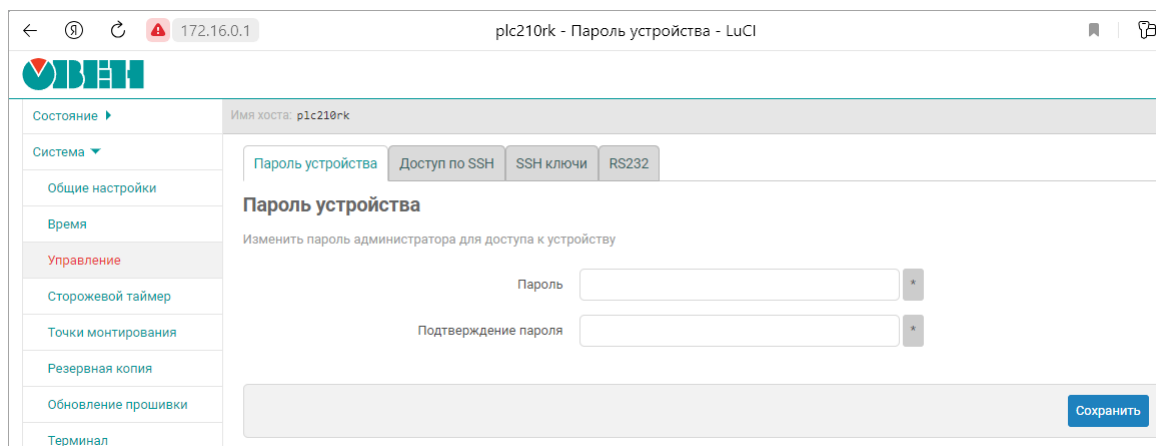 172.16.0.1 plc210rk - Пароль устройства - LuCI
ОВЕН
Состояние
Имя хоста: plc210rk
Система
Пароль устройства Доступ по SSH SSH ключи RS232
Общие настройки
Пароль устройства
Время
Изменить пароль администратора для доступа к устройству
Управление
Пароль *
Сторожевой таймер
Подтверждение пароля *
Точки монтирования
Резервная копия
Обновление прошивки
Сохранить
Терминал